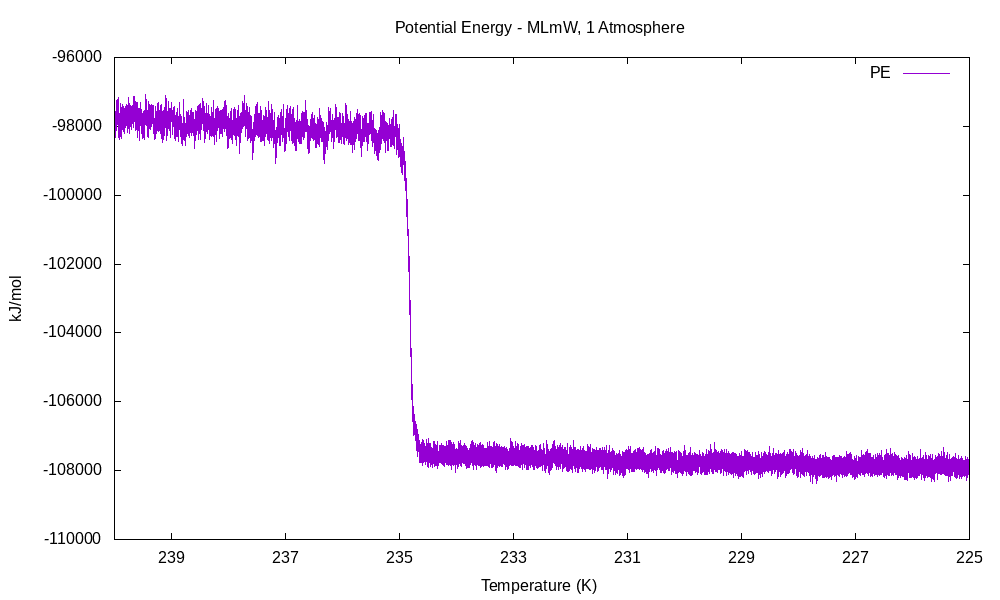 Potential Energy - MLmW, 1 Atmosphere
PE
-96000
-98000
-100000
-102000
-104000
-106000
-108000
-110000
kJ/mol
239 237 235 233 231 229 227 225
Temperature (K)